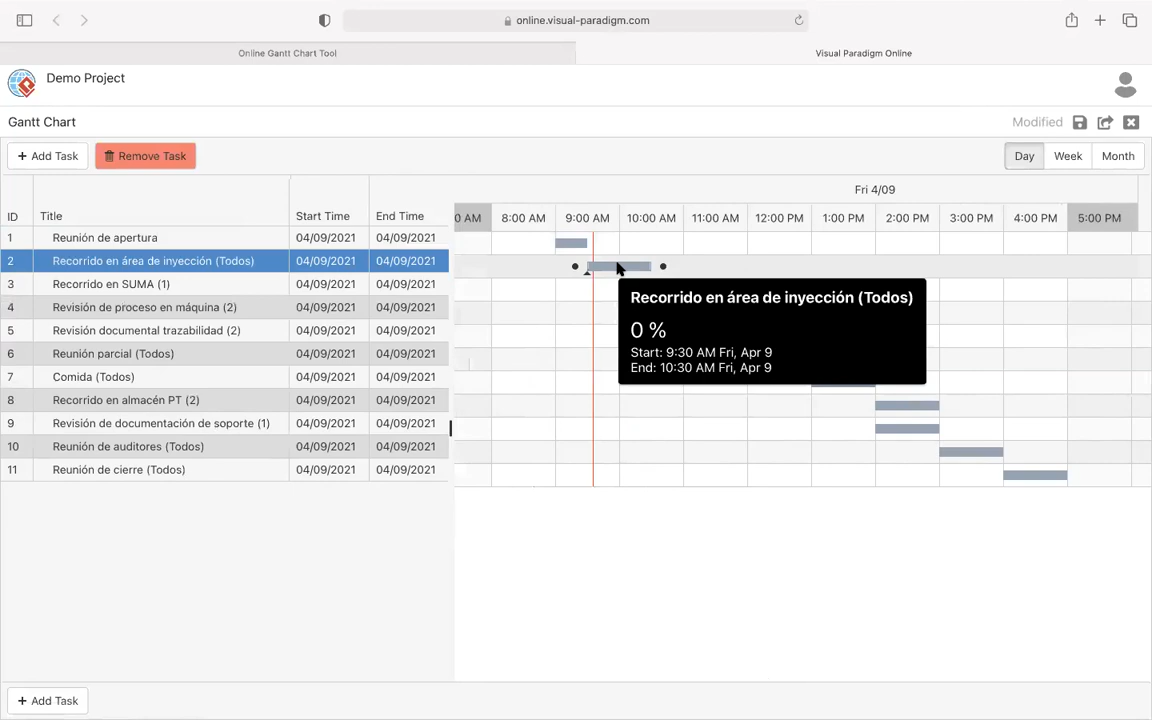 online.visual-paradigm.com
Online Gantt Chart Tool
Visual Paradigm Online
Demo Project
Gantt Chart
Modified
+ Add Task
Remove Task
Day
Week
Month
Fri 4/09
ID
Title
Start Time
End Time
0 AM
8:00 AM
9:00 AM
10:00 AM
11:00 AM
12:00 PM
1:00 PM
2:00 PM
3:00 PM
4:00 PM
5:00 PM
1 Reunión de apertura 04/09/2021 04/09/2021
2 Recorrido en área de inyección (Todos) 04/09/2021 04/09/2021
3 Recorrido en SUMA (1) 04/09/2021 04/09/2021
4 Revisión de proceso en máquina (2) 04/09/2021 04/09/2021
5 Revisión documental trazabilidad (2) 04/09/2021 04/09/2021
6 Reunión parcial (Todos) 04/09/2021 04/09/2021
7 Comida (Todos) 04/09/2021 04/09/2021
8 Recorrido en almacén PT (2) 04/09/2021 04/09/2021
9 Revisión de documentación de soporte (1) 04/09/2021 04/09/2021
10 Reunión de auditores (Todos) 04/09/2021 04/09/2021
11 Reunión de cierre (Todos) 04/09/2021 04/09/2021
Recorrido en área de inyección (Todos)
0 %
Start: 9:30 AM Fri, Apr 9
End: 10:30 AM Fri, Apr 9
+ Add Task